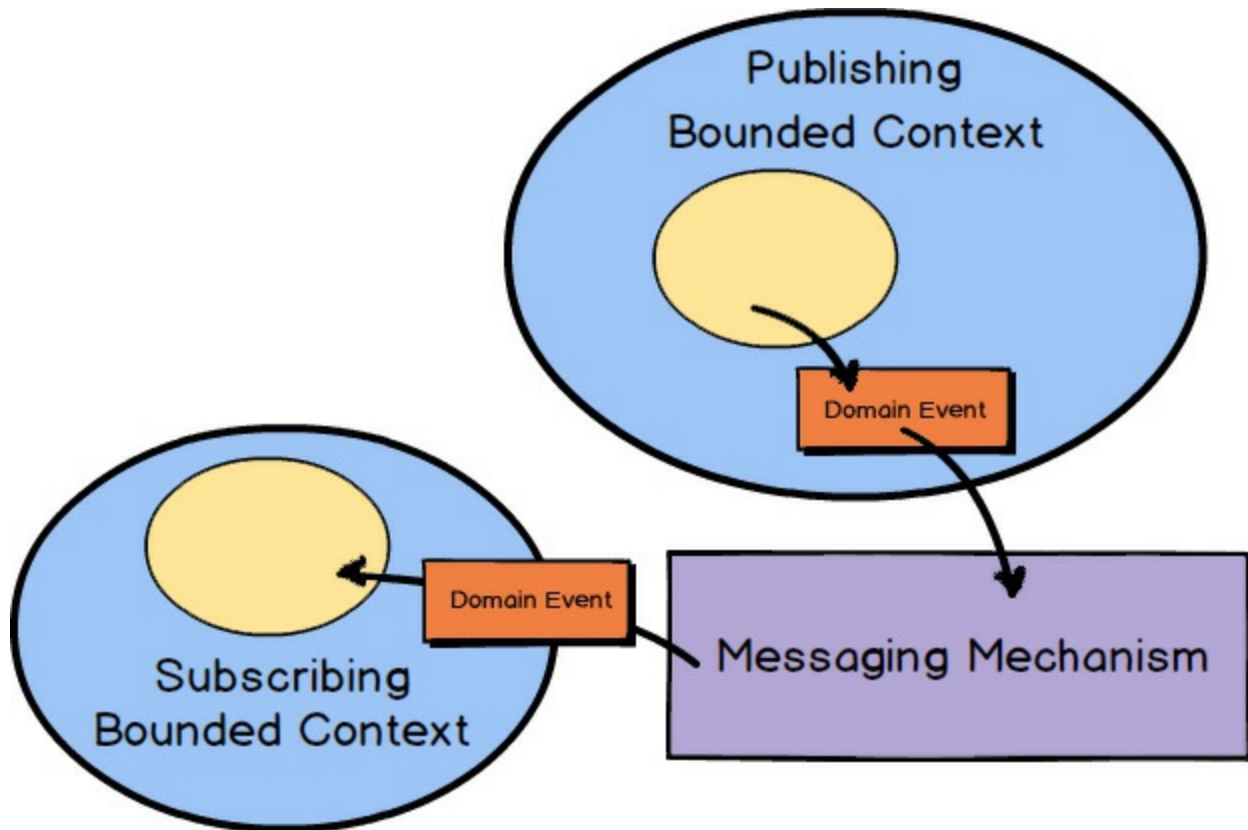 Publishing
Bounded Context
Domain Event
Domain Event
Messaging Mechanism
Subscribing
Bounded Context